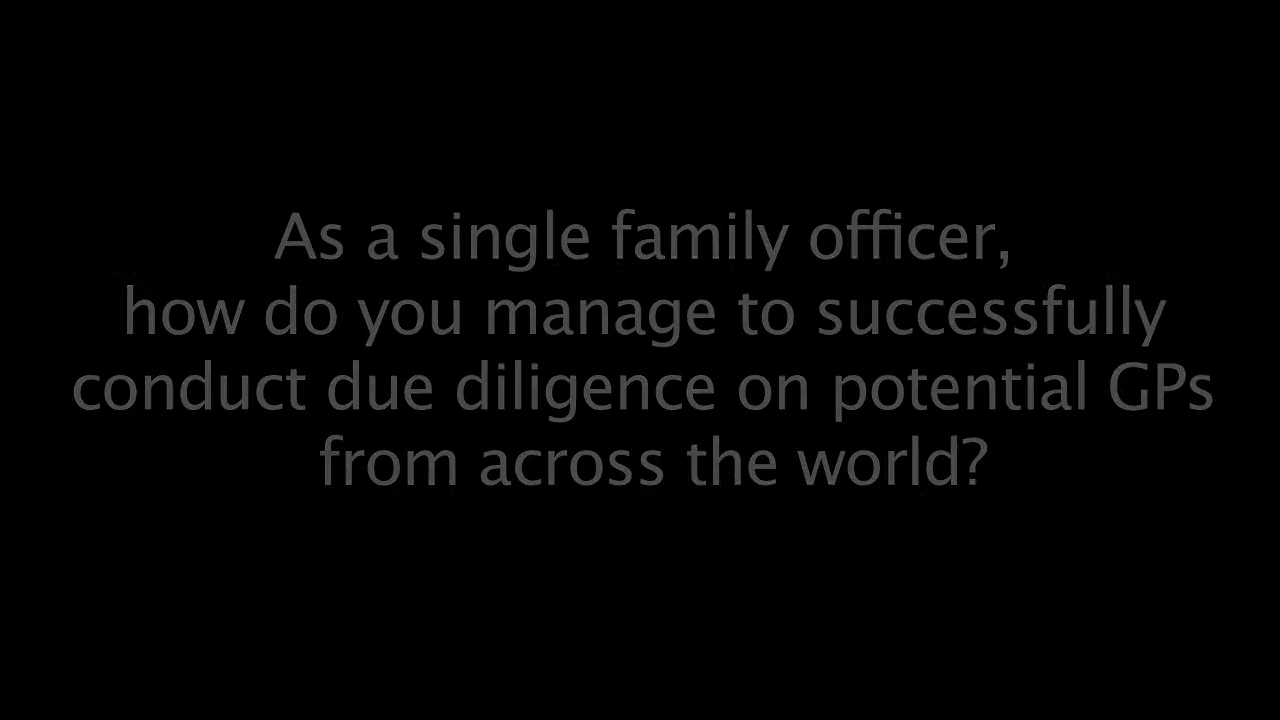 As a single family officer,
how do you manage to successfully
conduct due diligence on potential GPs
from across the world?